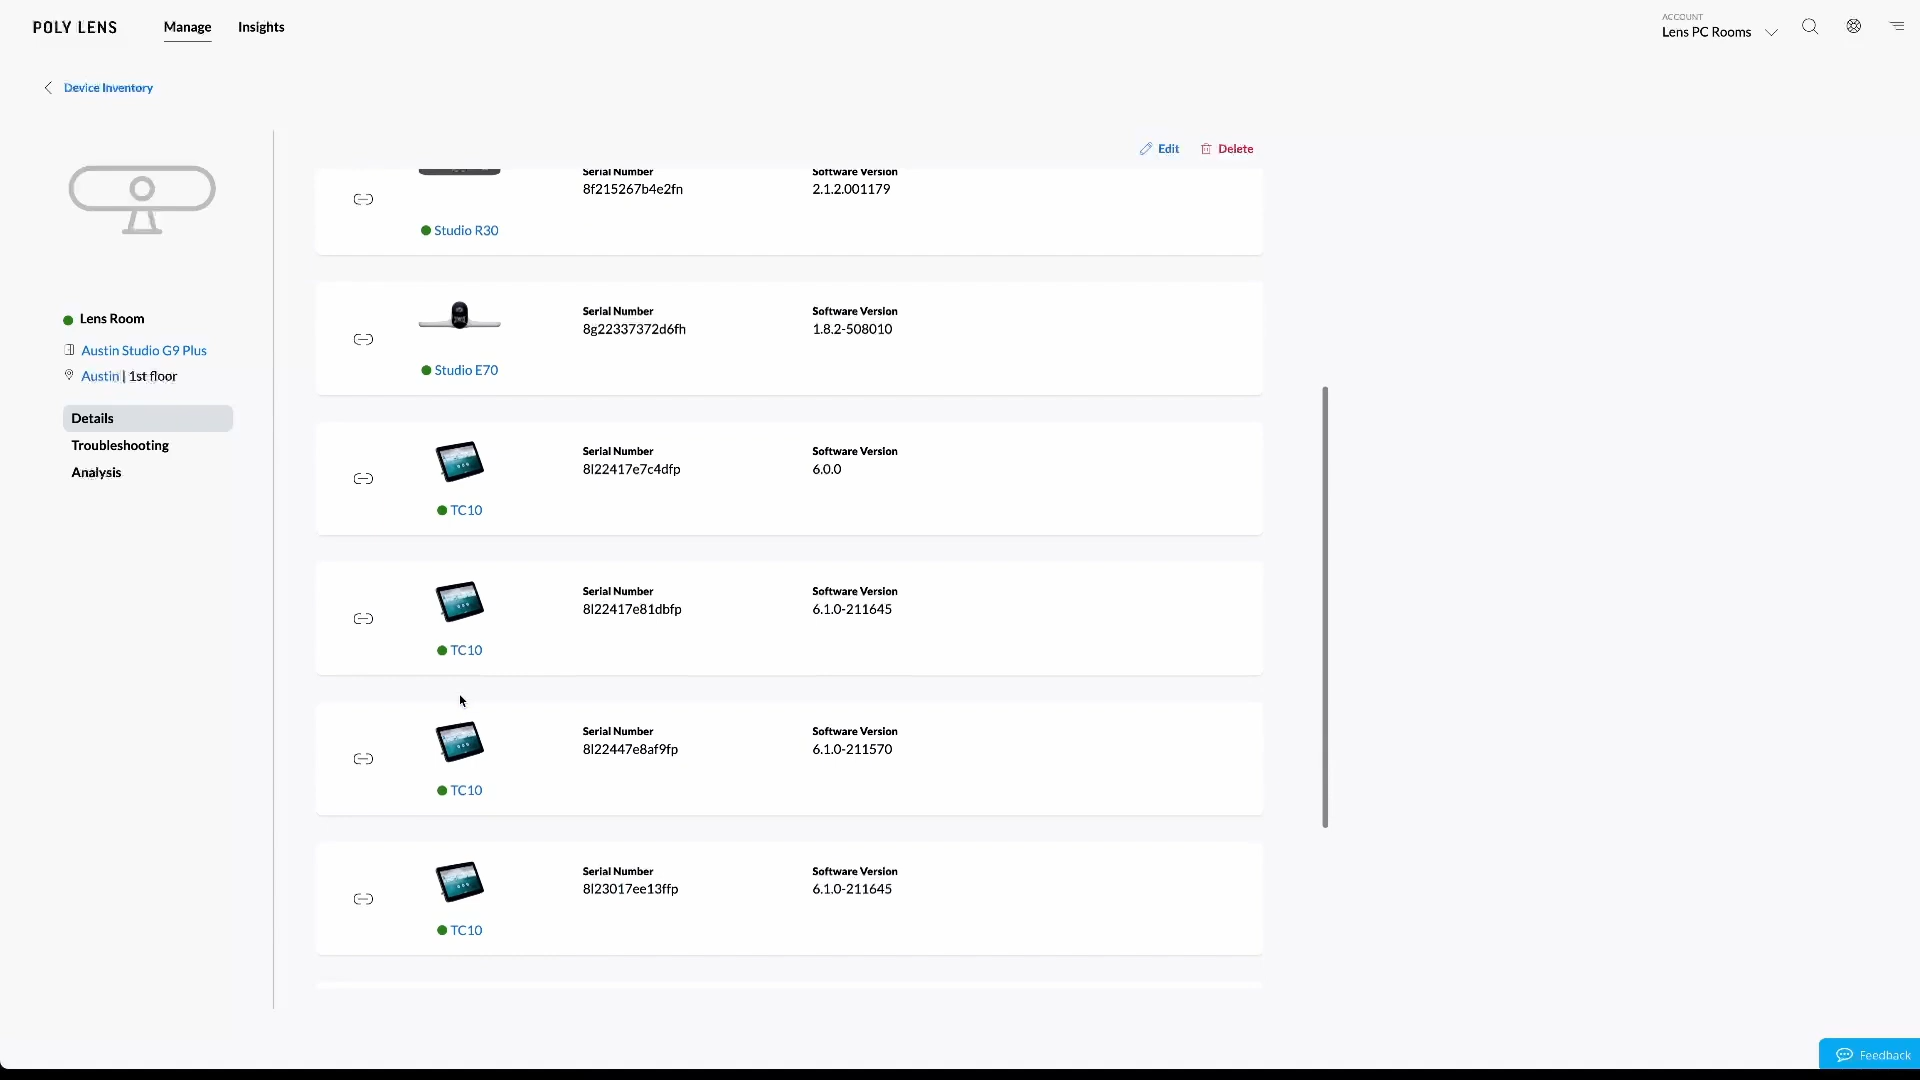 POLY LENS
Manage
Insights
ACCOUNT
Lens PC Rooms
Device Inventory
Edit
Delete
Lens Room
Austin Studio G9 Plus
Austin | 1st floor
Details
Troubleshooting
Analysis
Serial Number
8f215267b4e2fn
Software Version
2.1.2.001179
Studio R30
Serial Number
8g22337372d6fh
Software Version
1.8.2-508010
Studio E70
Serial Number
8l22417e7c4dfp
Software Version
6.0.0
TC10
Serial Number
8l22417e81dbfp
Software Version
6.1.0-211645
TC10
Serial Number
8l22447e8af9fp
Software Version
6.1.0-211570
TC10
Serial Number
8l23017ee13ffp
Software Version
6.1.0-211645
TC10
Feedback